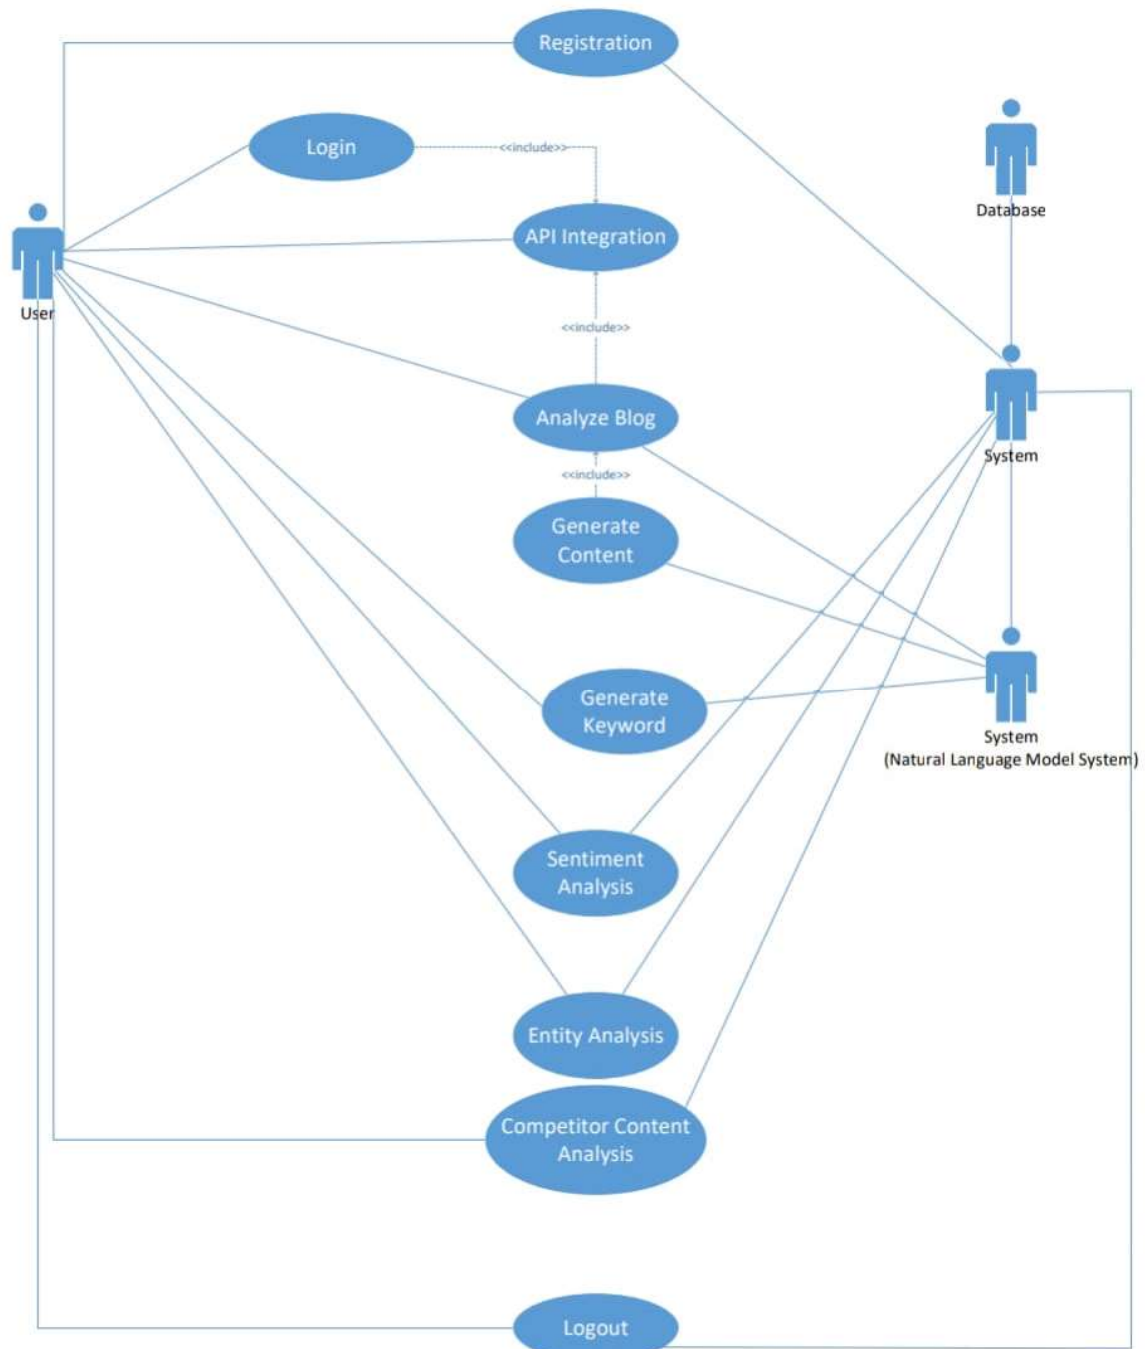 Registration
Login
<<include>>
Database
API Integration
User
<<include>>
Analyze Blog
System
<<include>>
Generate
Content
Generate
Keyword
System
(Natural Language Model System)
Sentiment
Analysis
Entity Analysis
Competitor Content
Analysis
Logout